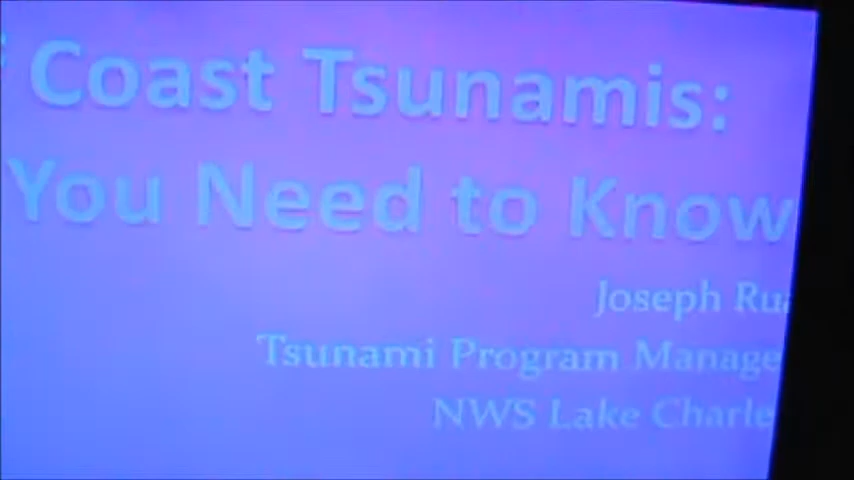 Coast Tsunamis:
You Need to Know
Joseph
Tsunami Program
NWS Lake